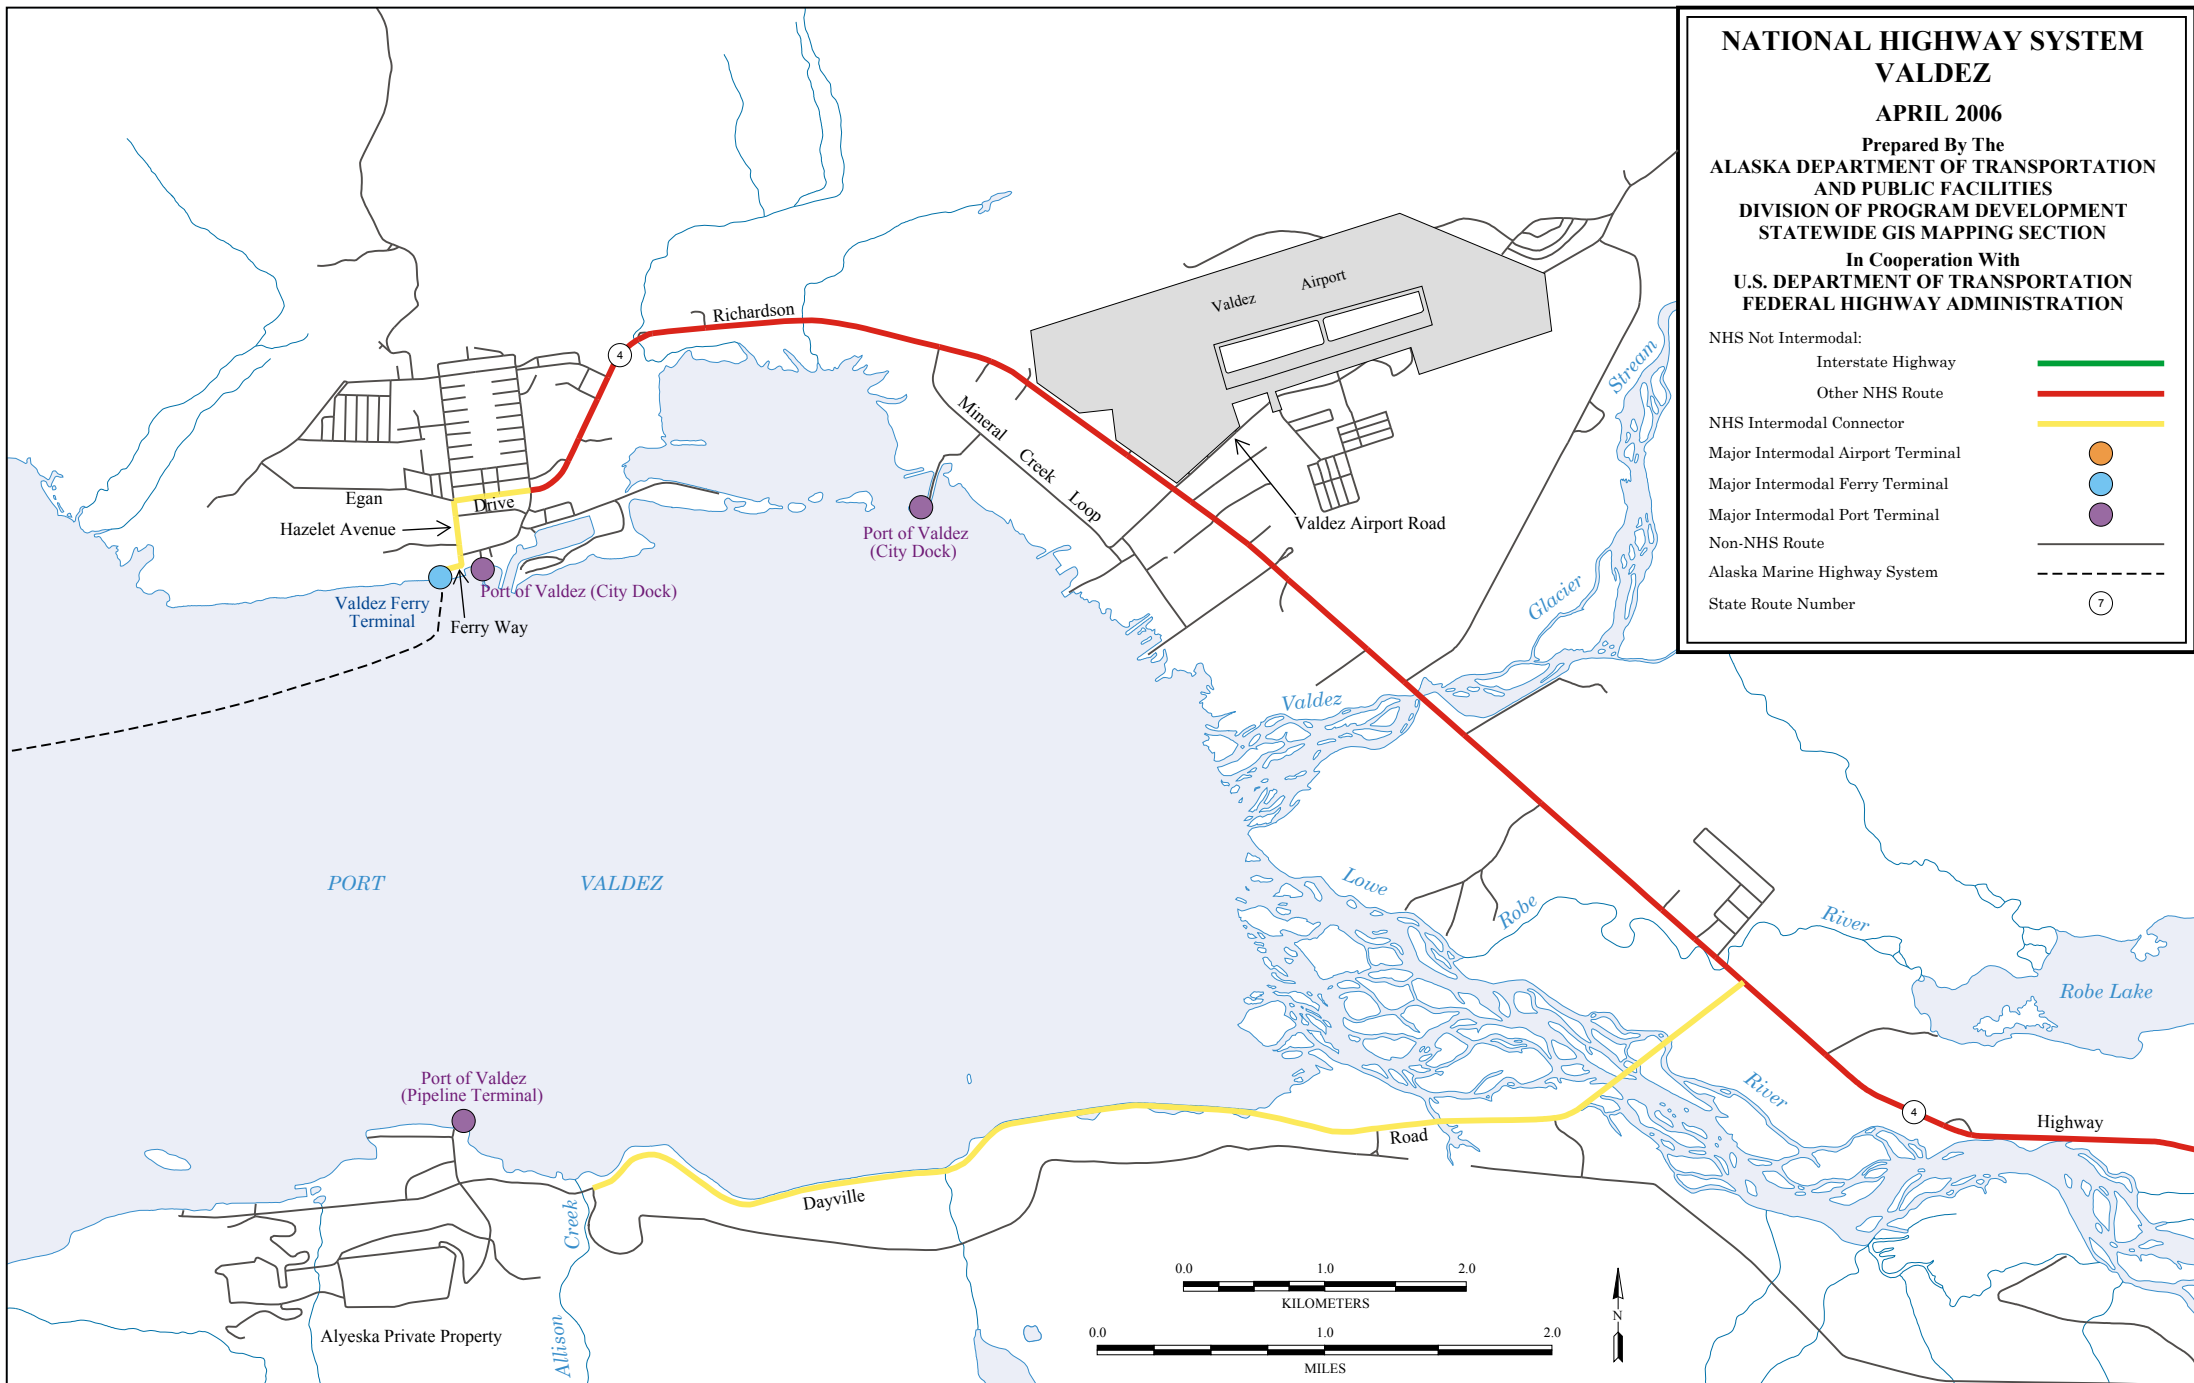 NATIONAL HIGHWAY SYSTEM
VALDEZ
APRIL 2006
Prepared By The
ALASKA DEPARTMENT OF TRANSPORTATION
AND PUBLIC FACILITIES
DIVISION OF PROGRAM DEVELOPMENT
STATEWIDE GIS MAPPING SECTION
In Cooperation With
U.S. DEPARTMENT OF TRANSPORTATION
FEDERAL HIGHWAY ADMINISTRATION
NHS Not Intermodal:
Interstate Highway
Other NHS Route
NHS Intermodal Connector
Major Intermodal Airport Terminal
Major Intermodal Ferry Terminal
Major Intermodal Port Terminal
Non-NHS Route
Alaska Marine Highway System
State Route Number
7
Valdez Airport
Richardson
4
Stream
Mineral Creek Loop
Egan Drive
Hazelet Avenue
Port of Valdez
(City Dock)
Valdez Airport Road
Port of Valdez (City Dock)
Valdez Ferry
Terminal
Ferry Way
Glacier
Valdez
PORT VALDEZ
Lowe
Robe
River
Robe Lake
Port of Valdez
(Pipeline Terminal)
River
4
Highway
Road
Dayville
Creek
Allison
Alyeska Private Property
0.0 1.0 2.0
KILOMETERS
0.0 1.0 2.0
MILES
N